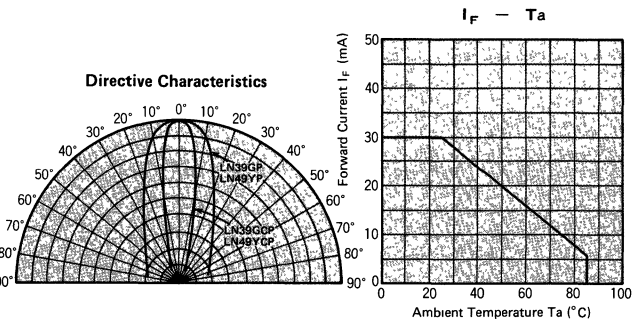 Directive Characteristics
0°
10° 10°
20° 20°
30° 30°
40° 40°
50° 50°
60° 60°
70° 70°
80° 80°
90° 90°
LN39GP
LN49YP
LN39GCP
LN49YCP
I_F — Ta
Forward Current I_F (mA)
50
40
30
20
10
0
0 20 40 60 80 100
Ambient Temperature Ta (°C)